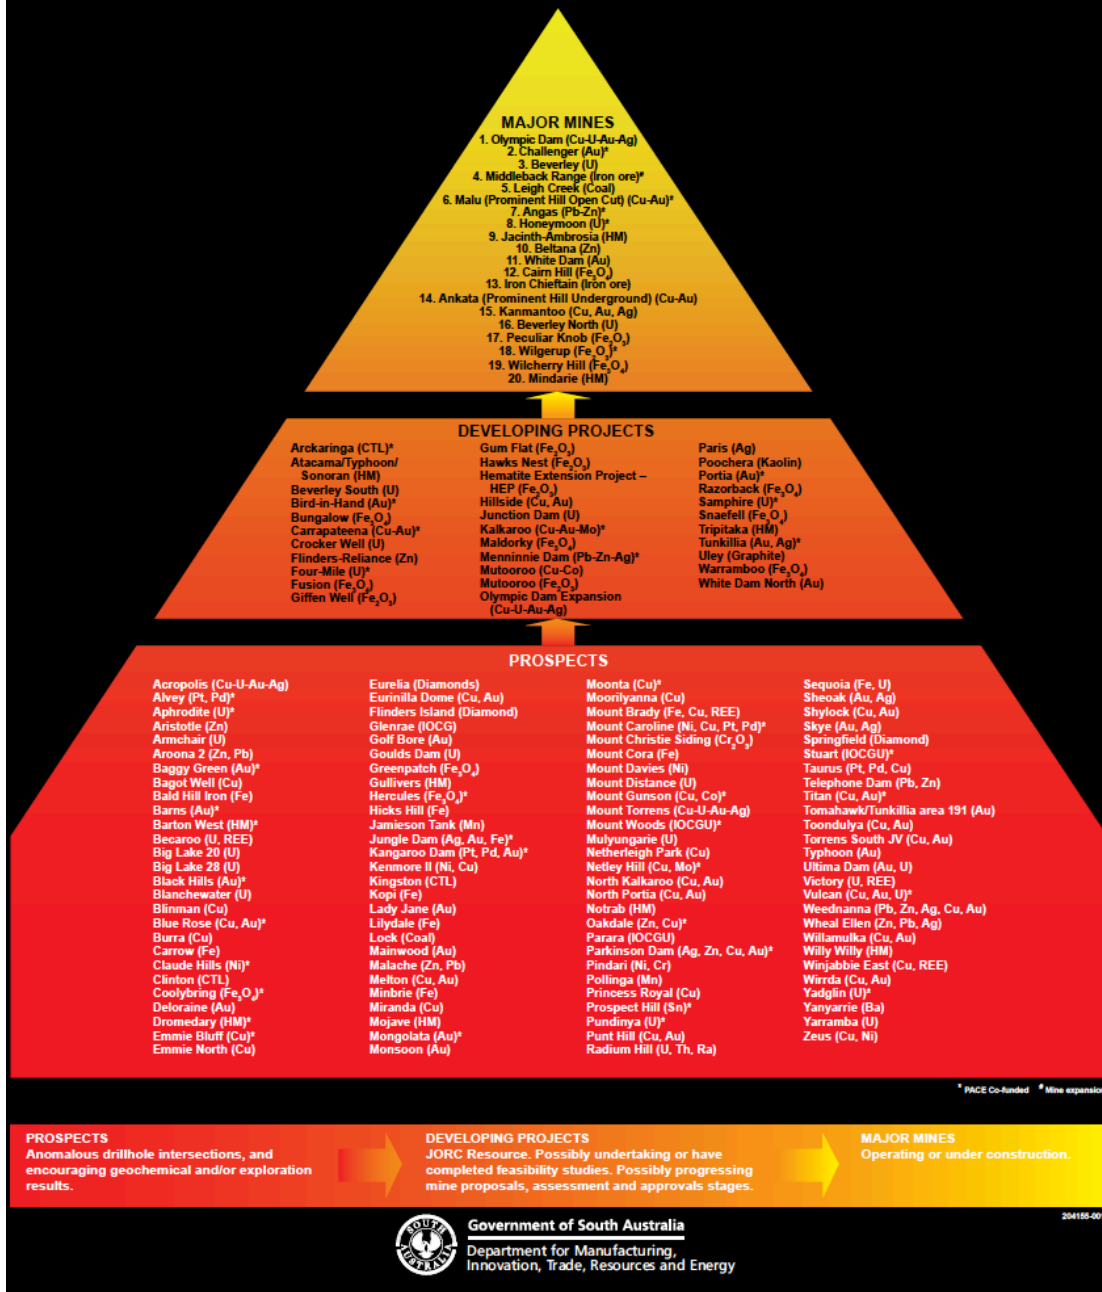 MAJOR MINES
1. Olympic Dam (Cu-U-Au-Ag)
2. Challenger (Au)*
3. Beverley (U)
4. Middleback Range (Iron ore)#
5. Leigh Creek (Coal)
6. Malu (Prominent Hill Open Cut) (Cu-Au)*
7. Angas (Pb-Zn)*
8. Honeymoon (U)*
9. Jacinth-Ambrosia (HM)
10. Beltana (Zn)
11. White Dam (Au)
12. Cairn Hill (Fe₃O₄)
13. Iron Chieftain (Iron ore)
14. Ankata (Prominent Hill Underground) (Cu-Au)
15. Kanmantoo (Cu, Au, Ag)
16. Beverley North (U)
17. Peculiar Knob (Fe₂O₃)
18. Wilgerup (Fe₂O₃)*
19. Wilcherry Hill (Fe₃O₄)
20. Mindarie (HM)
DEVELOPING PROJECTS
Arckaringa (CTL)*
Atacama/Typhoon/
Sonoran (HM)
Beverley South (U)
Bird-in-Hand (Au)*
Bungalow (Fe₃O₄)
Carrapateena (Cu-Au)*
Crocker Well (U)
Flinders-Reliance (Zn)
Four-Mile (U)*
Fusion (Fe₃O₄)
Giffen Well (Fe₂O₃)
Gum Flat (Fe₂O₃)
Hawks Nest (Fe₂O₃)
Hematite Extension Project –
HEP (Fe₂O₃)
Hillside (Cu, Au)
Junction Dam (U)
Kalkaroo (Cu-Au-Mo)*
Maldorky (Fe₃O₄)
Menninnie Dam (Pb-Zn-Ag)*
Mutooroo (Cu-Co)
Mutooroo (Fe₂O₃)
Olympic Dam Expansion
(Cu-U-Au-Ag)
Paris (Ag)
Poochera (Kaolin)
Portia (Au)*
Razorback (Fe₃O₄)
Samphire (U)*
Snaefell (Fe₃O₄)
Tripitaka (HM)
Tunkillia (Au, Ag)*
Uley (Graphite)
Warramboo (Fe₃O₄)
White Dam North (Au)
PROSPECTS
Acropolis (Cu-U-Au-Ag)
Alvey (Pt, Pd)*
Aphrodite (U)*
Aristotle (Zn)
Armchair (U)
Aroona 2 (Zn, Pb)
Baggy Green (Au)*
Bagot Well (Cu)
Bald Hill Iron (Fe)
Barns (Au)*
Barton West (HM)*
Becaroo (U, REE)
Big Lake 20 (U)
Big Lake 28 (U)
Black Hills (Au)*
Blanchewater (U)
Blinman (Cu)
Blue Rose (Cu, Au)*
Burra (Cu)
Carrow (Fe)
Claude Hills (Ni)*
Clinton (CTL)
Coolybring (Fe₃O₄)*
Deloraine (Au)
Dromedary (HM)*
Emmie Bluff (Cu)*
Emmie North (Cu)
Eurelia (Diamonds)
Eurinilla Dome (Cu, Au)
Flinders Island (Diamond)
Glenrae (IOCG)
Golf Bore (Au)
Goulds Dam (U)
Greenpatch (Fe₃O₄)
Gullivers (HM)
Hercules (Fe₃O₄)*
Hicks Hill (Fe)
Jamieson Tank (Mn)
Jungle Dam (Ag, Au, Fe)*
Kangaroo Dam (Pt, Pd, Au)*
Kenmore II (Ni, Cu)
Kingston (CTL)
Kopi (Fe)
Lady Jane (Au)
Lilydale (Fe)
Lock (Coal)
Mainwood (Au)
Malache (Zn, Pb)
Melton (Cu, Au)
Minbrie (Fe)
Miranda (Cu)
Mojave (HM)
Mongolata (Au)*
Monsoon (Au)
Moonta (Cu)*
Moorilyanna (Cu)
Mount Brady (Fe, Cu, REE)
Mount Caroline (Ni, Cu, Pt, Pd)*
Mount Christie Siding (Cr₂O₃)
Mount Cora (Fe)
Mount Davies (Ni)
Mount Distance (U)
Mount Gunson (Cu, Co)*
Mount Torrens (Cu-U-Au-Ag)
Mount Woods (IOCGU)*
Mulyungarie (U)
Netherleigh Park (Cu)
Netley Hill (Cu, Mo)*
North Kalkaroo (Cu, Au)
North Portia (Cu, Au)
Notrab (HM)
Oakdale (Zn, Cu)*
Parara (IOCGU)
Parkinson Dam (Ag, Zn, Cu, Au)*
Pindari (Ni, Cr)
Pollinga (Mn)
Princess Royal (Cu)
Prospect Hill (Sn)*
Pundinya (U)*
Punt Hill (Cu, Au)
Radium Hill (U, Th, Ra)
Sequoia (Fe, U)
Sheoak (Au, Ag)
Shylock (Cu, Au)
Skye (Au, Ag)
Springfield (Diamond)
Stuart (IOCGU)*
Taurus (Pt, Pd, Cu)
Telephone Dam (Pb, Zn)
Titan (Cu, Au)*
Tomahawk/Tunkillia area 191 (Au)
Toondulya (Cu, Au)
Torrens South JV (Cu, Au)
Typhoon (Au)
Ultima Dam (Au, U)
Victory (U, REE)
Vulcan (Cu, Au, U)*
Weednanna (Pb, Zn, Ag, Cu, Au)
Wheal Ellen (Zn, Pb, Ag)
Willamulka (Cu, Au)
Willy Willy (HM)
Winjabbie East (Cu, REE)
Wirrda (Cu, Au)
Yadglin (U)*
Yanyarrie (Ba)
Yarramba (U)
Zeus (Cu, Ni)
* PACE Co-funded # Mine expansion
PROSPECTS
Anomalous drillhole intersections, and
encouraging geochemical and/or exploration
results.
DEVELOPING PROJECTS
JORC Resource. Possibly undertaking or have
completed feasibility studies. Possibly progressing
mine proposals, assessment and approvals stages.
MAJOR MINES
Operating or under construction.
204155-00
SOUTH AUSTRALIA
Government of South Australia
Department for Manufacturing,
Innovation, Trade, Resources and Energy